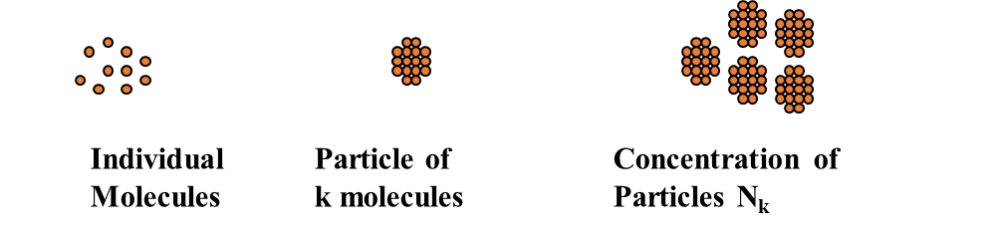 Individual
Molecules
Particle of
k molecules
Concentration of
Particles Nₖ